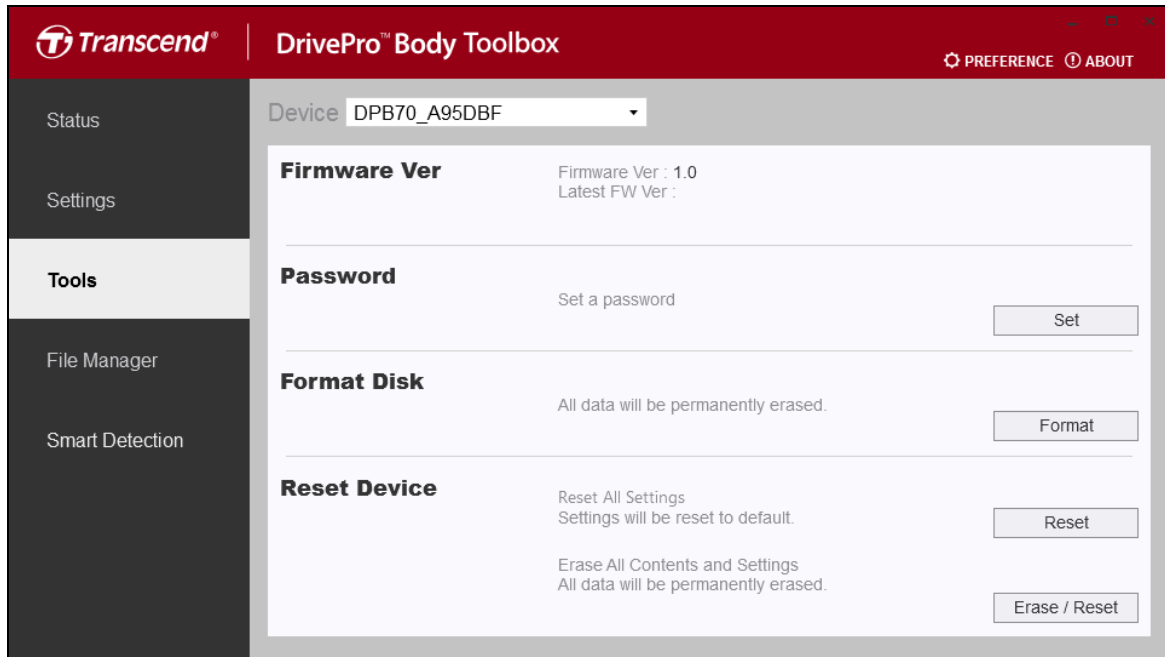 Transcend®
DrivePro™ Body Toolbox
PREFERENCE
ABOUT
Status
Settings
Tools
File Manager
Smart Detection
Device DPB70_A95DBF
Firmware Ver
Firmware Ver : 1.0
Latest FW Ver :
Password
Set a password
Set
Format Disk
All data will be permanently erased.
Format
Reset Device
Reset All Settings
Settings will be reset to default.
Reset
Erase All Contents and Settings
All data will be permanently erased.
Erase / Reset